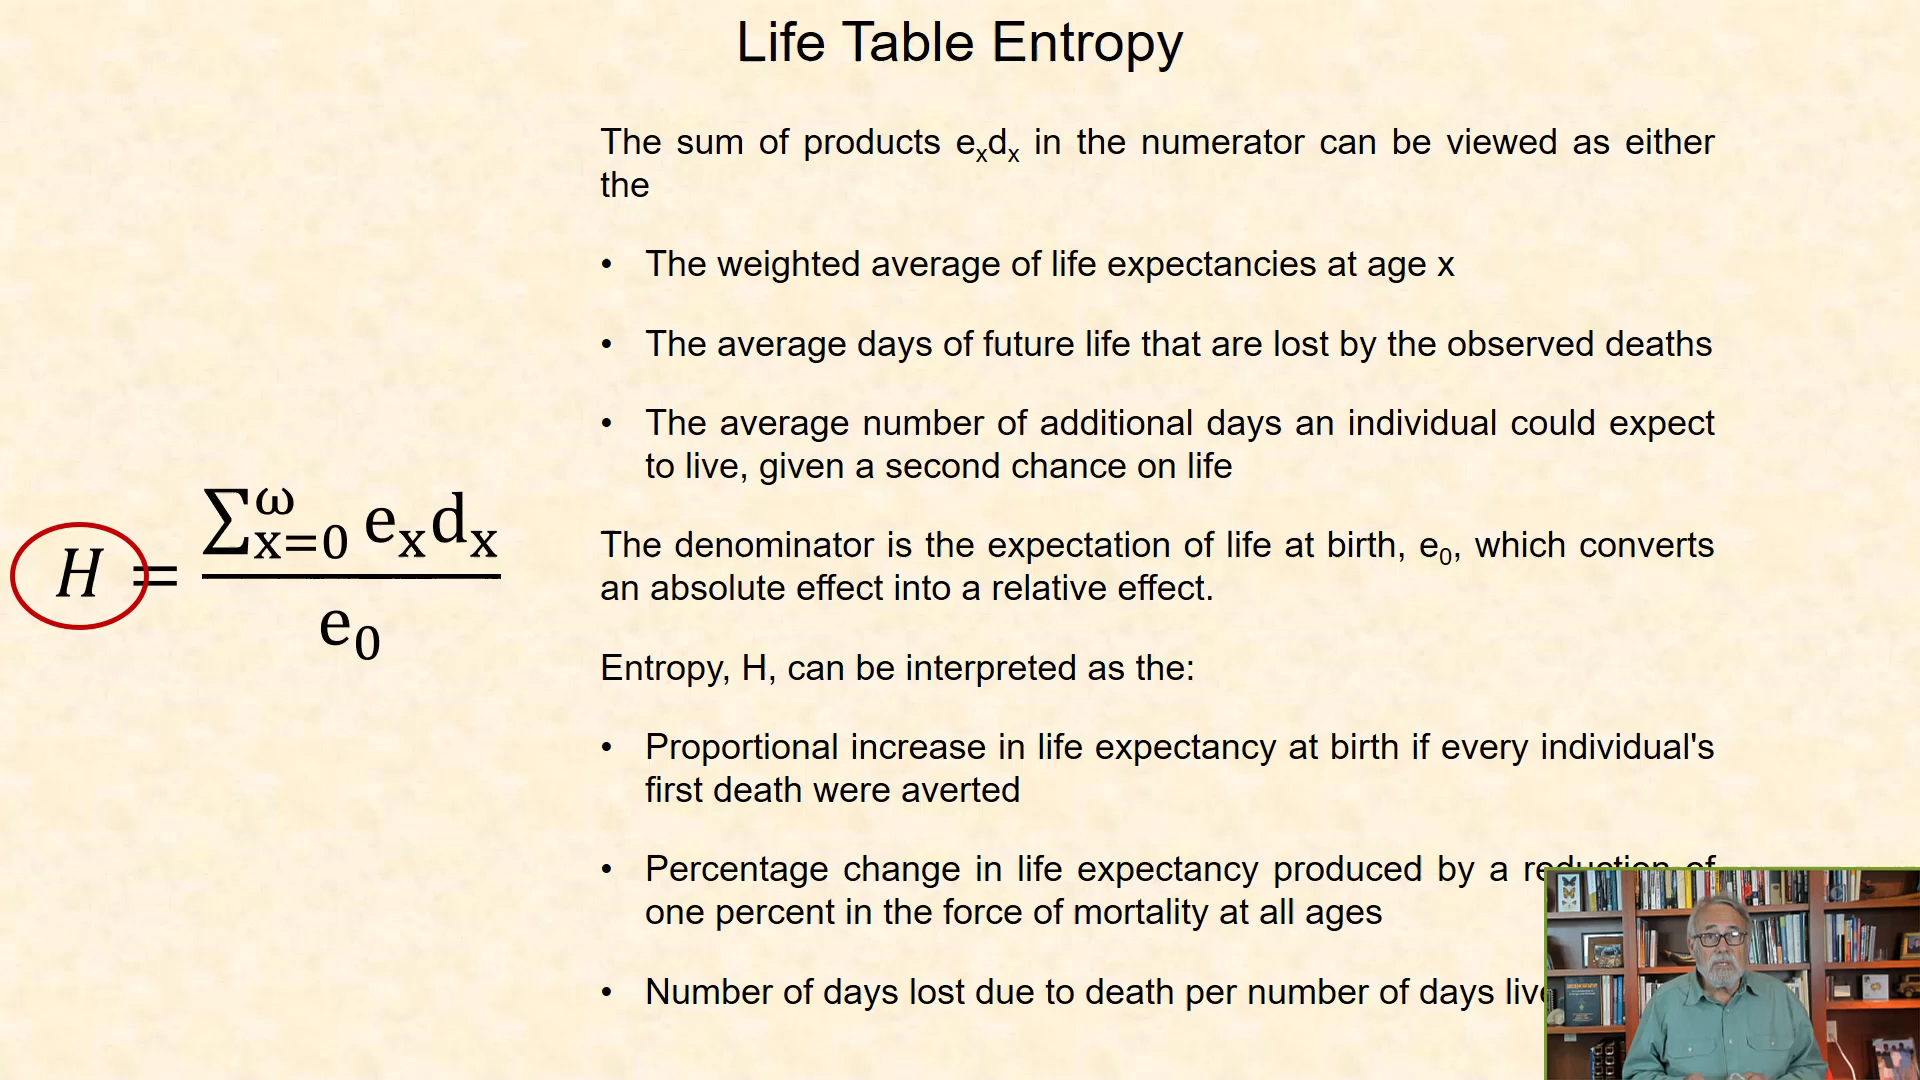 Life Table Entropy
The sum of products eₓdₓ in the numerator can be viewed as either
the
• The weighted average of life expectancies at age x
• The average days of future life that are lost by the observed deaths
• The average number of additional days an individual could expect
to live, given a second chance on life
H = ∑ω x=0 eₓdₓ / e₀
The denominator is the expectation of life at birth, e₀, which converts
an absolute effect into a relative effect.
Entropy, H, can be interpreted as the:
• Proportional increase in life expectancy at birth if every individual's
first death were averted
• Percentage change in life expectancy produced by a reduction of
one percent in the force of mortality at all ages
• Number of days lost due to death per number of days